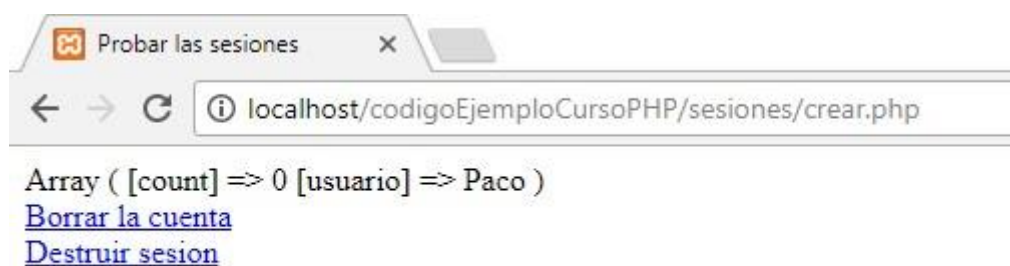 Probar las sesiones
localhost/codigoEjemploCursoPHP/sesiones/crear.php
Array ( [count] => 0 [usuario] => Paco )
Borrar la cuenta
Destruir sesion